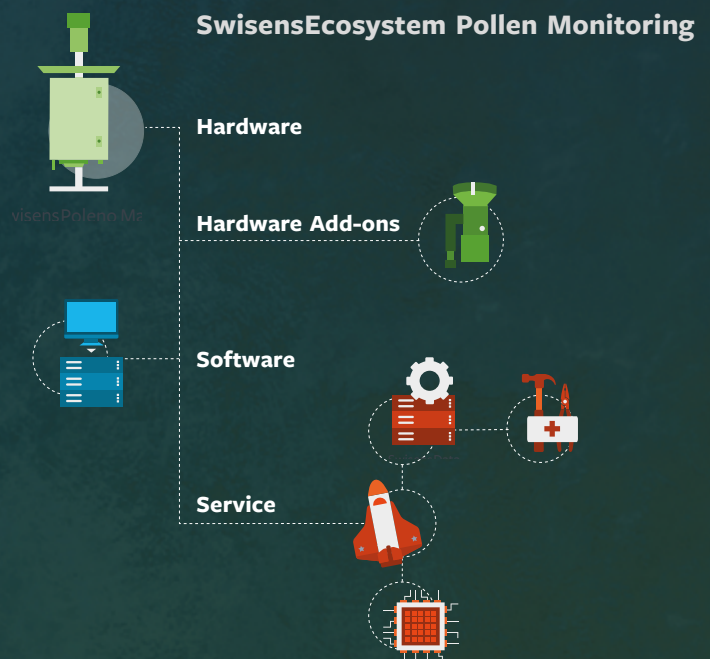 SwisensEcosystem Pollen Monitoring
Hardware
Hardware Add-ons
Software
Service